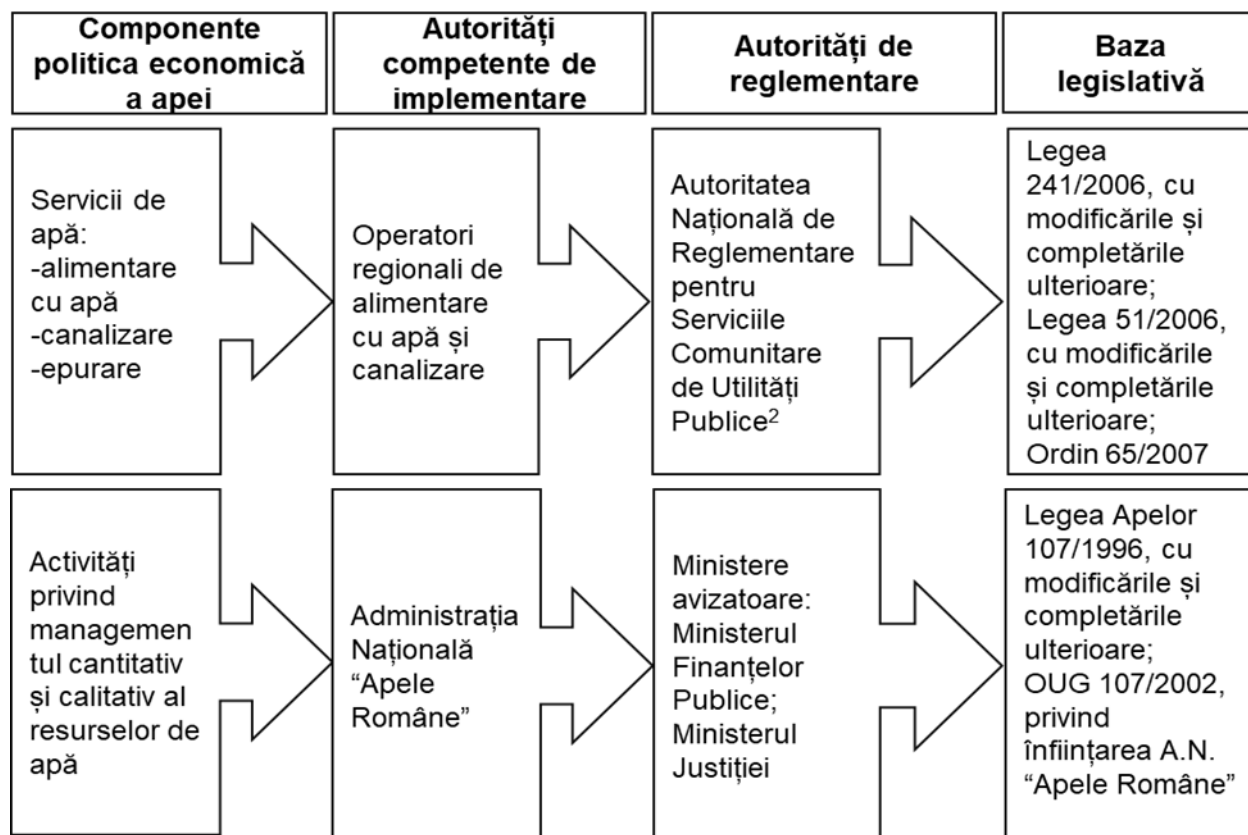 Componente
politica economică
a apei
Autorități
competente de
implementare
Autorități de
reglementare
Baza
legislativă
Servicii de
apă:
-alimentare
cu apă
-canalizare
-epurare
Operatori
regionali de
alimentare
cu apă și
canalizare
Autoritatea
Națională de
Reglementare
pentru
Serviciile
Comunitare
de Utilități
Publice²
Legea
241/2006, cu
modificările și
completările
ulterioare;
Legea 51/2006,
cu modificările
și completările
ulterioare;
Ordin 65/2007
Activități
privind
managemen
tul cantitativ
și calitativ al
resurselor de
apă
Administrația
Națională
“Apele
Române”
Ministere
avizatoare:
Ministerul
Finanțelor
Publice;
Ministerul
Justiției
Legea Apelor
107/1996, cu
modificările și
completările
ulterioare;
OUG 107/2002,
privind
înființarea A.N.
“Apele Române”